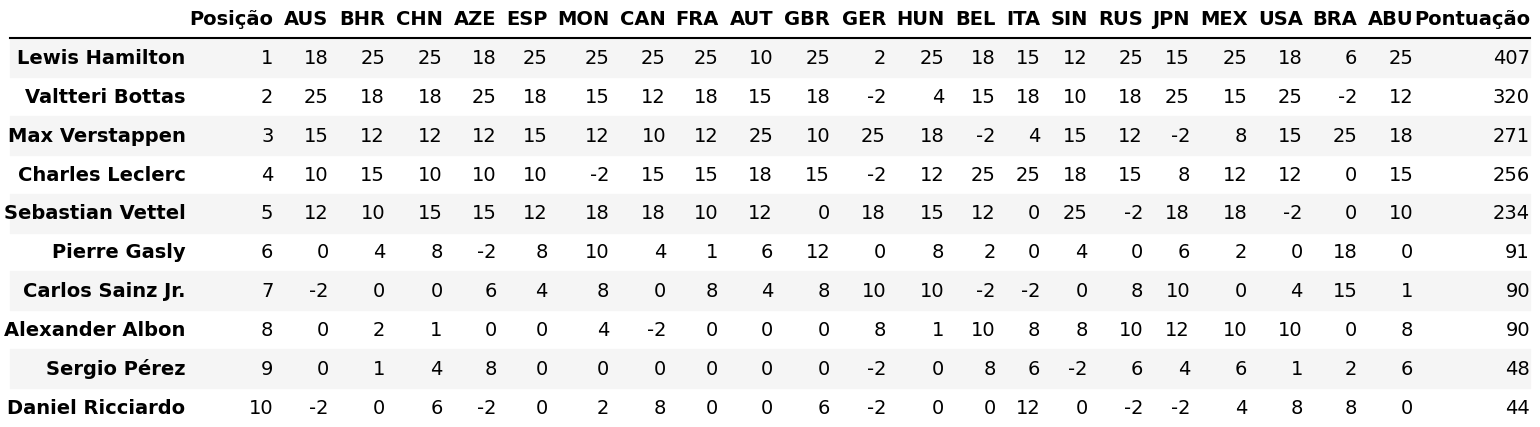 Posição AUS BHR CHN AZE ESP MON CAN FRA AUT GBR GER HUN BEL ITA SIN RUS JPN MEX USA BRA ABU Pontuação
Lewis Hamilton 1 18 25 25 18 25 25 25 25 10 25 2 25 18 15 12 25 15 25 18 6 25 407
Valtteri Bottas 2 25 18 18 25 18 15 12 18 15 18 -2 4 15 18 10 18 25 15 25 -2 12 320
Max Verstappen 3 15 12 12 12 15 12 10 12 25 10 25 18 -2 4 15 12 -2 8 15 25 18 271
Charles Leclerc 4 10 15 10 10 10 -2 15 15 18 15 -2 12 25 25 18 15 8 12 12 0 15 256
Sebastian Vettel 5 12 10 15 15 12 18 18 10 12 0 18 15 12 0 25 -2 18 18 -2 0 10 234
Pierre Gasly 6 0 4 8 -2 8 10 4 1 6 12 0 8 2 0 4 0 6 2 0 18 0 91
Carlos Sainz Jr. 7 -2 0 0 6 4 8 0 8 4 8 10 10 -2 -2 0 8 10 0 4 15 1 90
Alexander Albon 8 0 2 1 0 0 4 -2 0 0 0 8 1 10 8 8 10 12 10 10 0 8 90
Sergio Pérez 9 0 1 4 8 0 0 0 0 0 0 -2 0 8 6 -2 6 4 6 1 2 6 48
Daniel Ricciardo 10 -2 0 6 -2 0 2 8 0 0 6 -2 0 0 12 0 -2 -2 4 8 8 0 44